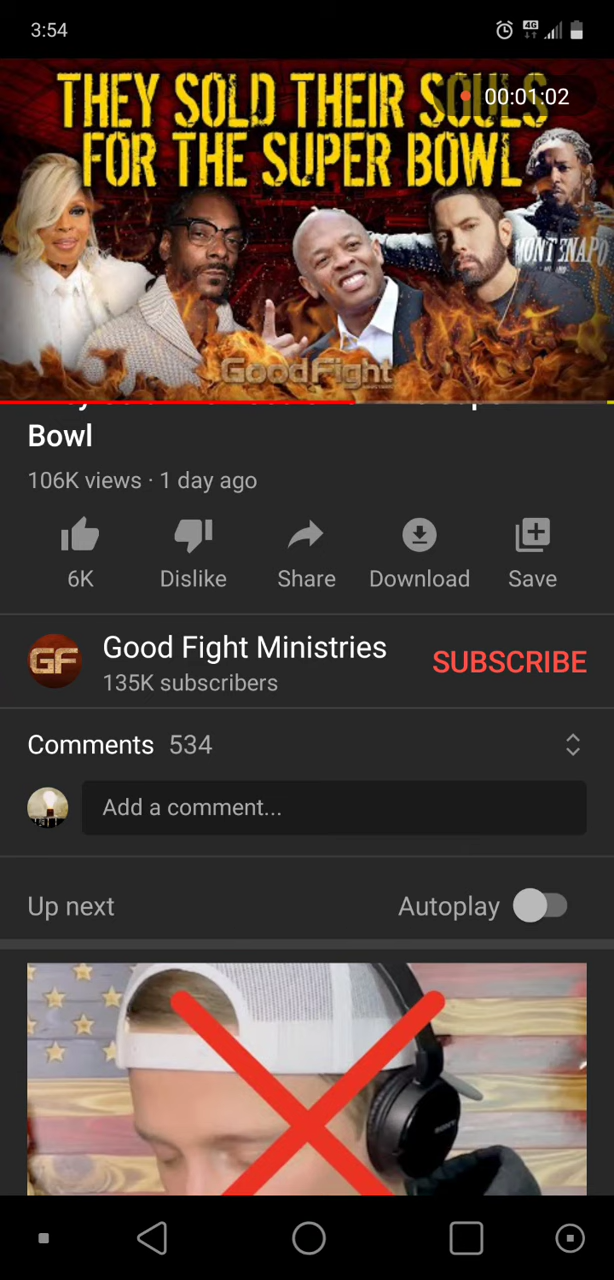 3:54
4G
THEY SOLD THEIR SOULS
00:01:02
FOR THE SUPER BOWL
MONTENAPO
GoodFight
Bowl
106K views · 1 day ago
6K
Dislike
Share
Download
Save
GF
Good Fight Ministries
SUBSCRIBE
135K subscribers
Comments 534
Add a comment...
Up next
Autoplay
SONY